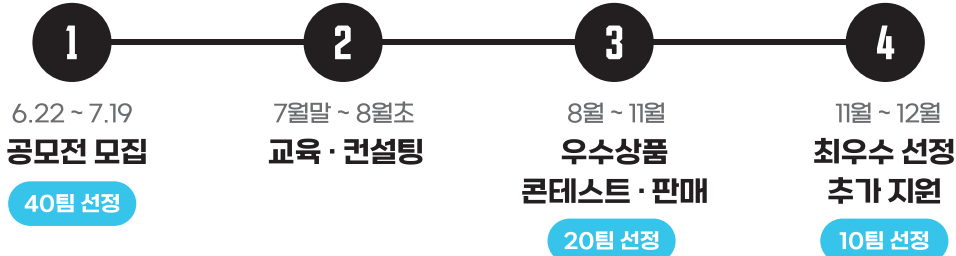 1
6.22 ~ 7.19
공모전 모집
40팀 선정
2
7월말 ~ 8월초
교육 · 컨설팅
3
8월 ~ 11월
우수상품
콘테스트 · 판매
20팀 선정
4
11월 ~ 12월
최우수 선정
추가 지원
10팀 선정